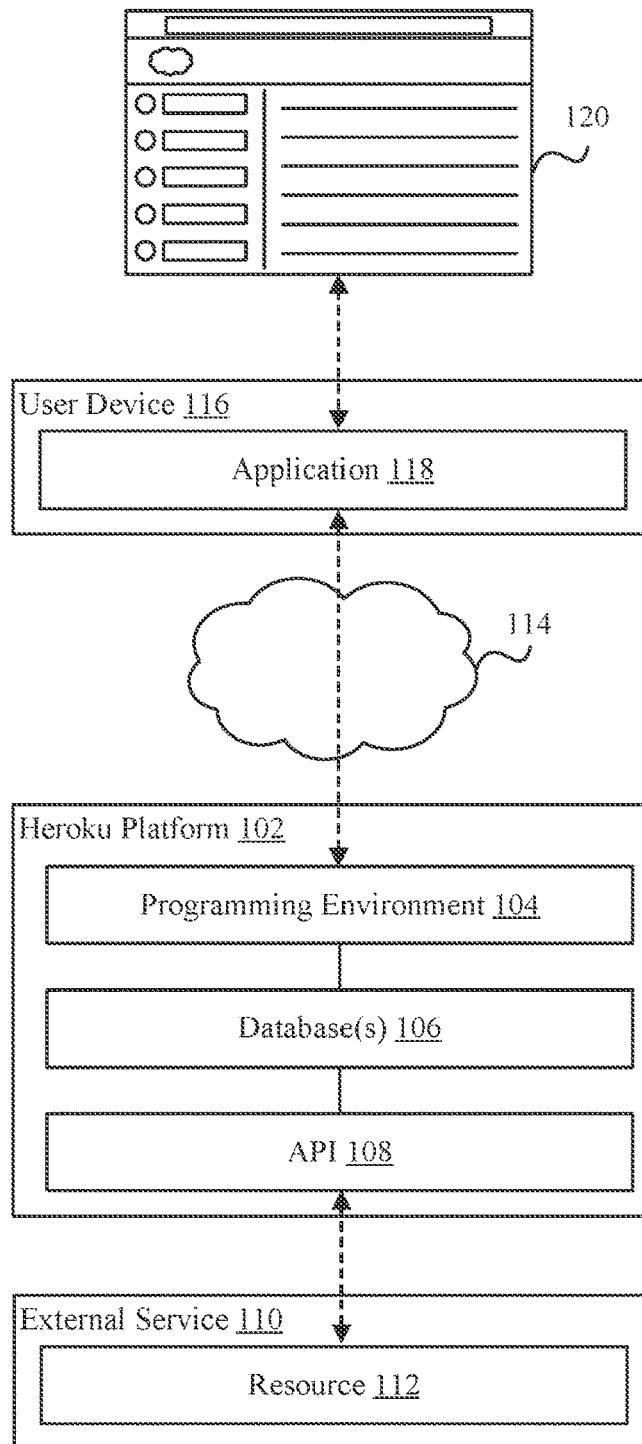 120
User Device 116
Application 118
114
Heroku Platform 102
Programming Environment 104
Database(s) 106
API 108
External Service 110
Resource 112